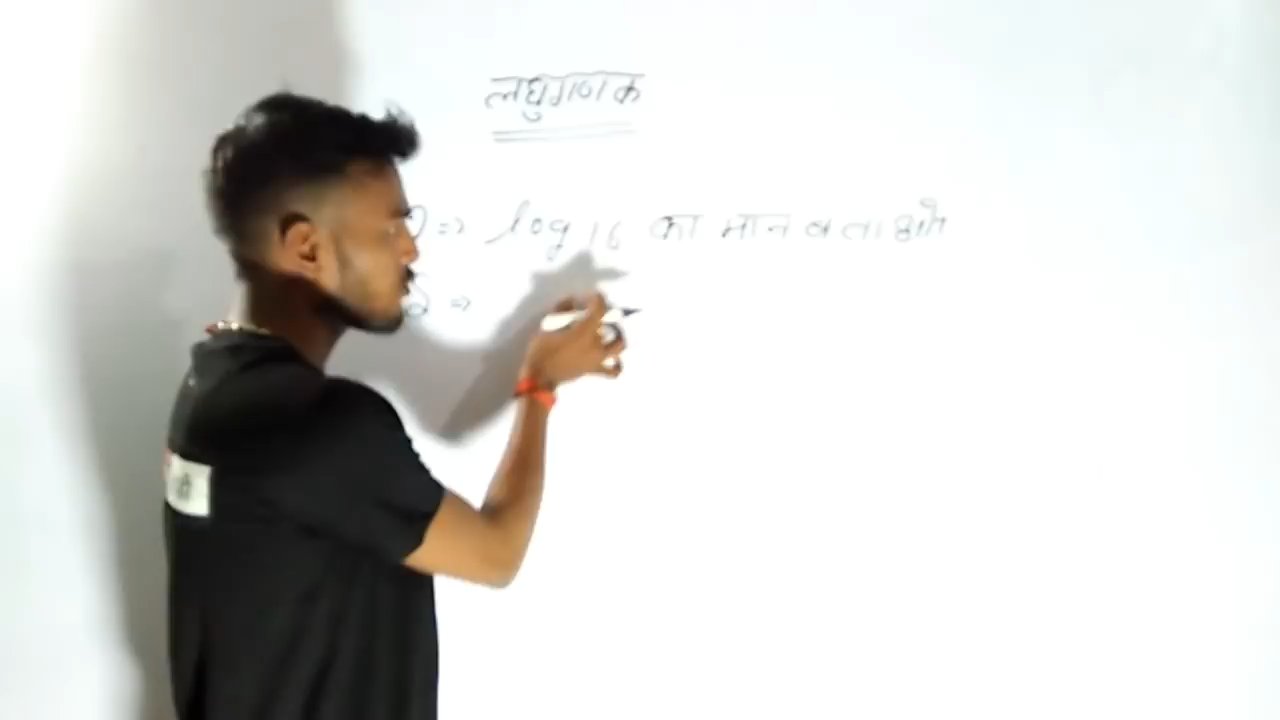 लघुगणक
⇒ log 16 का मान बताओ
⇒